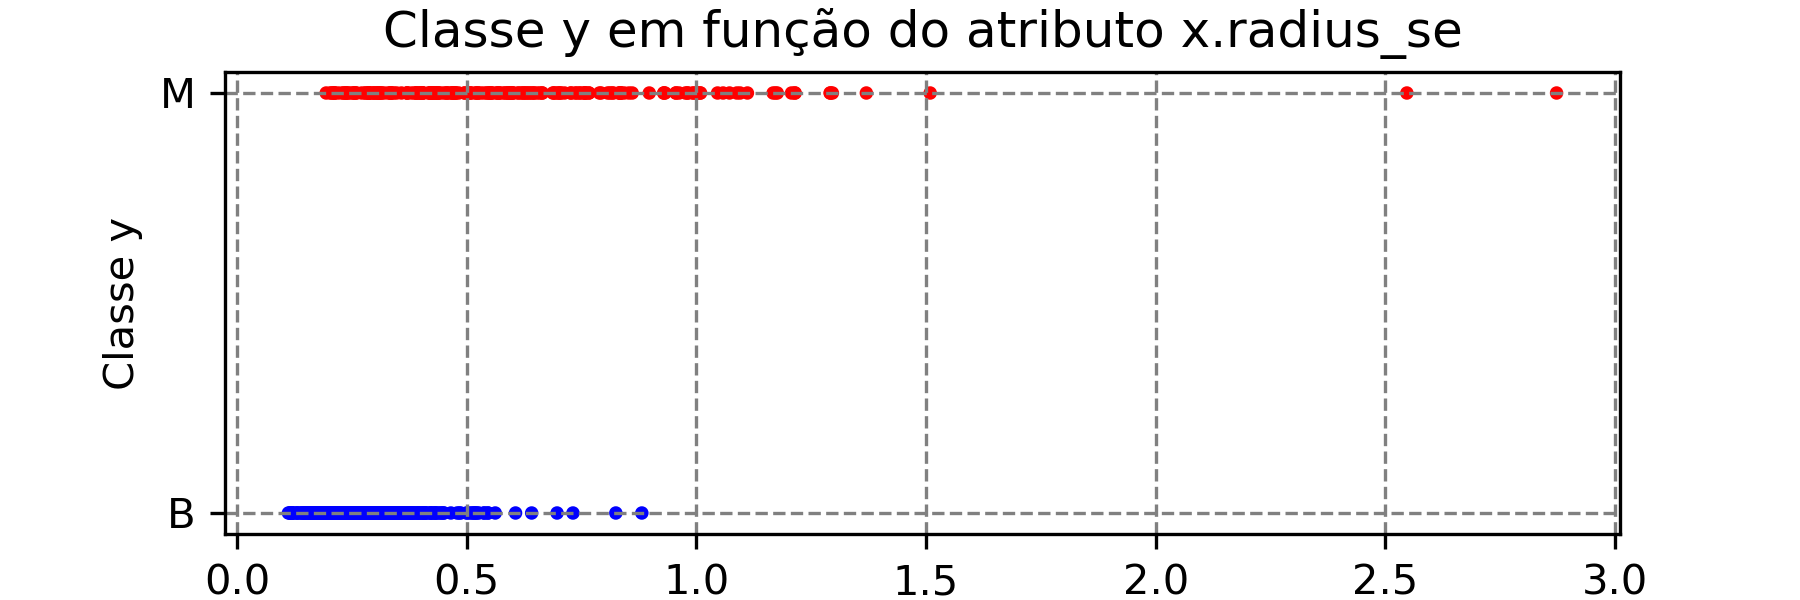 Classe y em função do atributo x.radius_se
M
Classe y
B
0.0 0.5 1.0 1.5 2.0 2.5 3.0